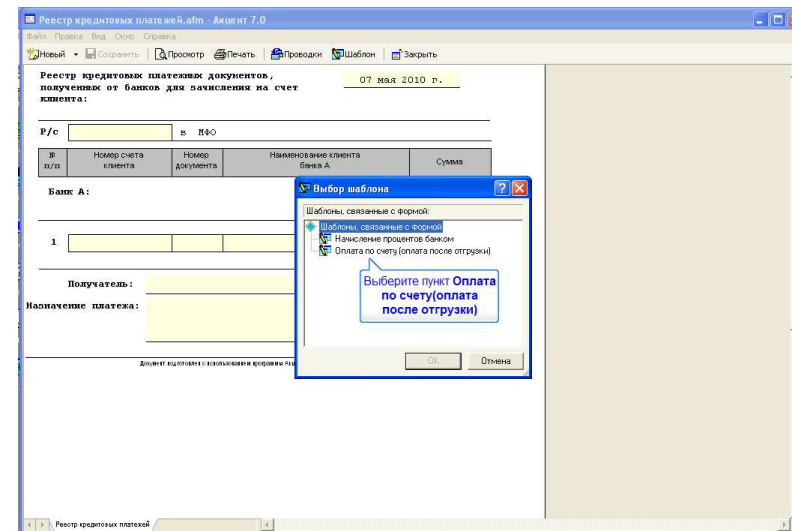 Реестр кредитовых платежей.afm - Акцент 7.0
Файл Правка Вид Окно Справка
Новый Сохранить Просмотр Печать Проводки Шаблон Закрыть
Реестр кредитовых платежных документов,
полученных от банков для зачисления на счет
клиента:
07 мая 2010 г.
Р/с в МФО
№ п/п
Номер счета клиента
Номер документа
Наименование клиента банка А
Сумма
Банк А:
1
Получатель:
Назначение платежа:
Документ подготовлен с использованием программы
Выбор шаблона
Шаблоны, связанные с формой:
Шаблоны, связанные с формой
Начисление процентов банком
Оплата по счету (оплата после отгрузки)
Выберите пункт Оплата
по счету(оплата
после отгрузки)
OK Отмена
Реестр кредитовых платежей